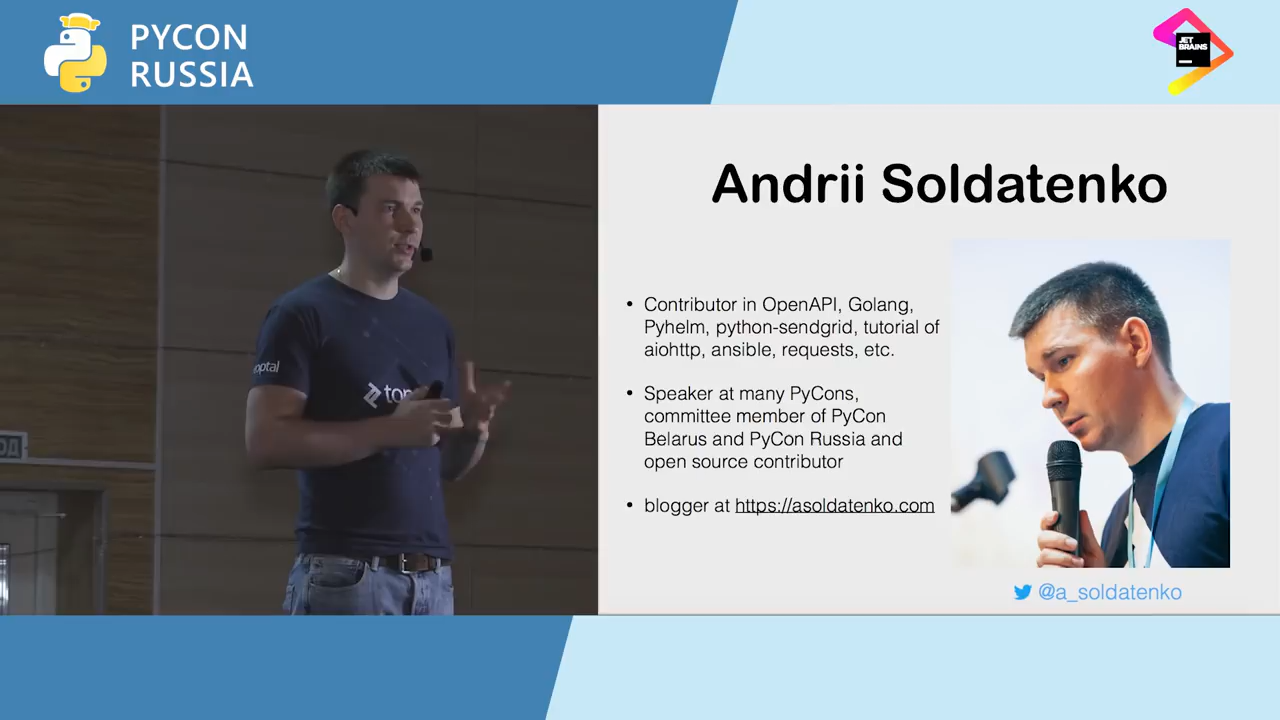 PYCON
RUSSIA
JET
BRAINS
Andrii Soldatenko
• Contributor in OpenAPI, Golang,
Pyhelm, python-sendgrid, tutorial of
aiohttp, ansible, requests, etc.
• Speaker at many PyCons,
committee member of PyCon
Belarus and PyCon Russia and
open source contributor
• blogger at https://asoldatenko.com
@a_soldatenko
optal
top